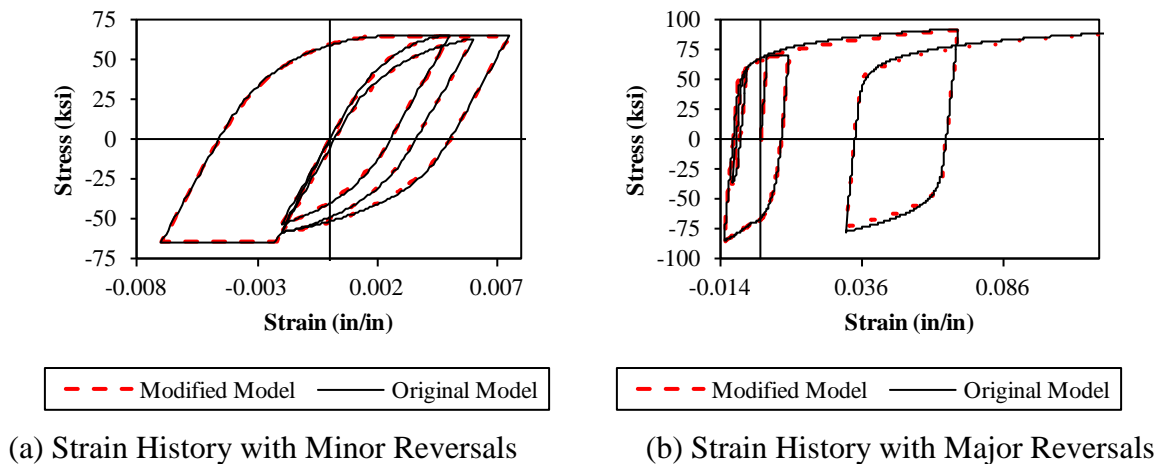 75
50
25
0
-25
-50
-75
Stress (ksi)
-0.008 -0.003 0.002 0.007
Strain (in/in)
Modified Model Original Model
(a) Strain History with Minor Reversals
100
75
50
25
0
-25
-50
-75
-100
Stress (ksi)
-0.014 0.036 0.086
Strain (in/in)
Modified Model Original Model
(b) Strain History with Major Reversals